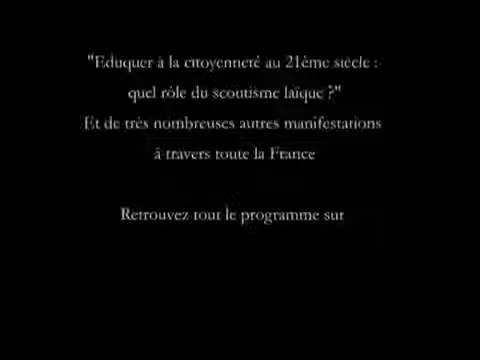 "Eduquer à la citoyenneté au 21ème siècle :
quel rôle du scoutisme laïque ?"
Et de très nombreuses autres manifestations
à travers toute la France
Retrouvez tout le programme sur